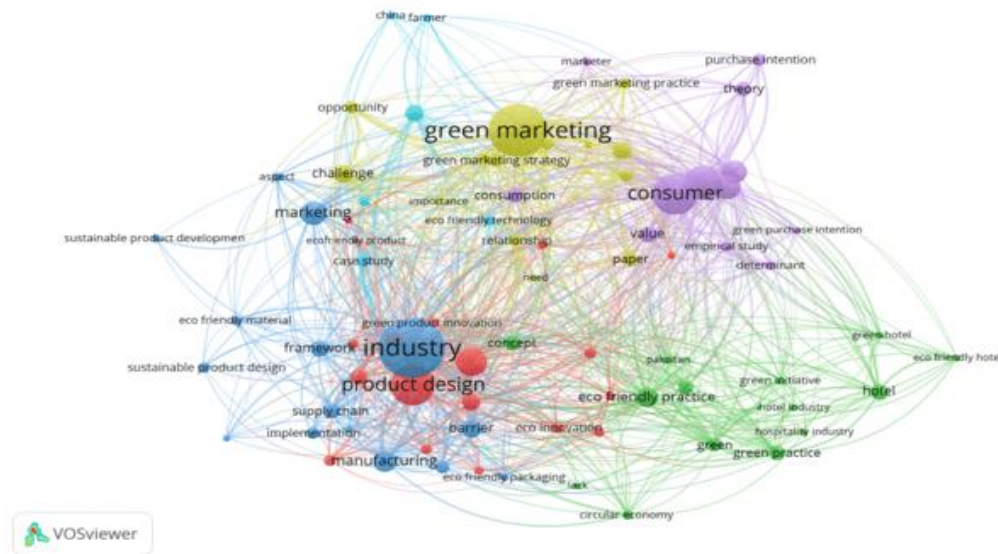 china
farmer
marketer
purchase intention
green marketing practice
theory
opportunity
green marketing
green marketing strategy
challenge
aspect
consumption
consumer
importance
marketing
eco friendly technology
green purchase intention
value
sustainable product developmen
ecofriendly product
relationship
empirical study
case study
paper
determinant
need
eco friendly material
green product innovation
green hotel
framework
industry
concept
pakistan
eco friendly hote
sustainable product design
product design
green initiative
hotel
eco friendly practice
supply chain
hotel industry
implementation
barrier
eco innovation
hospitality industry
green
green practice
manufacturing
eco friendly packaging
lack
circular economy
VOSviewer